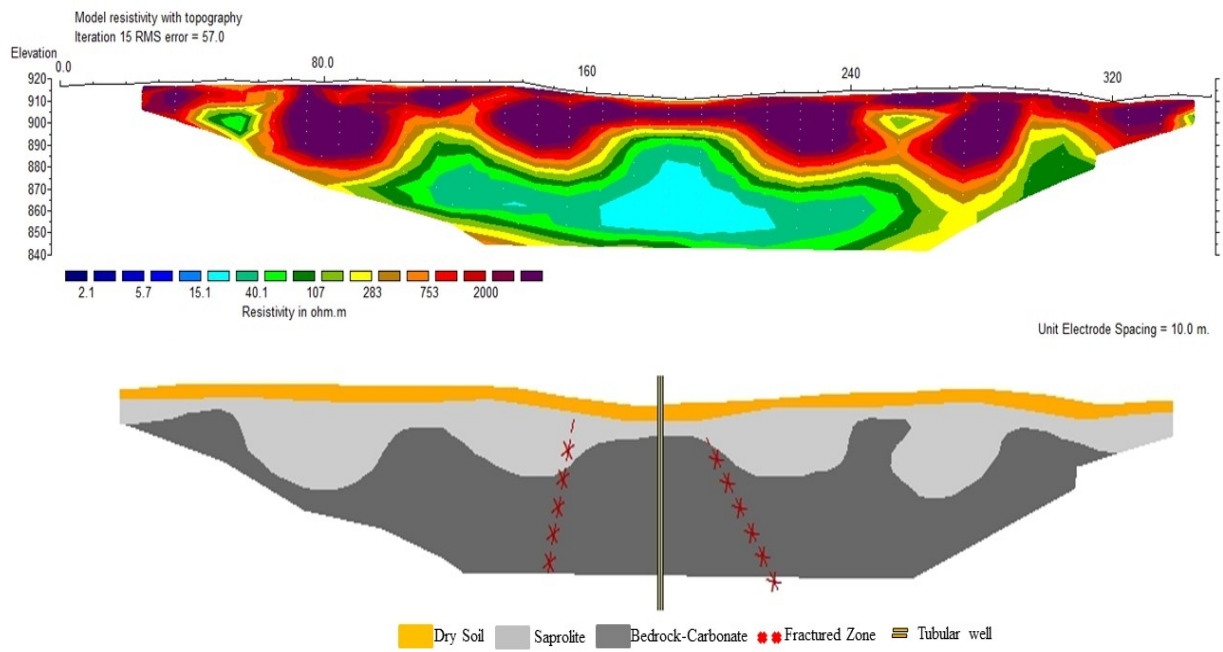 Model resistivity with topography
Iteration 15 RMS error = 57.0
Elevation
0.0 80.0 160 240 320
920
910
900
890
880
870
860
850
840
2.1 5.7 15.1 40.1 107 283 753 2000
Resistivity in ohm.m
Unit Electrode Spacing = 10.0 m.
Dry Soil Saprolite Bedrock-Carbonate Fractured Zone Tubular well